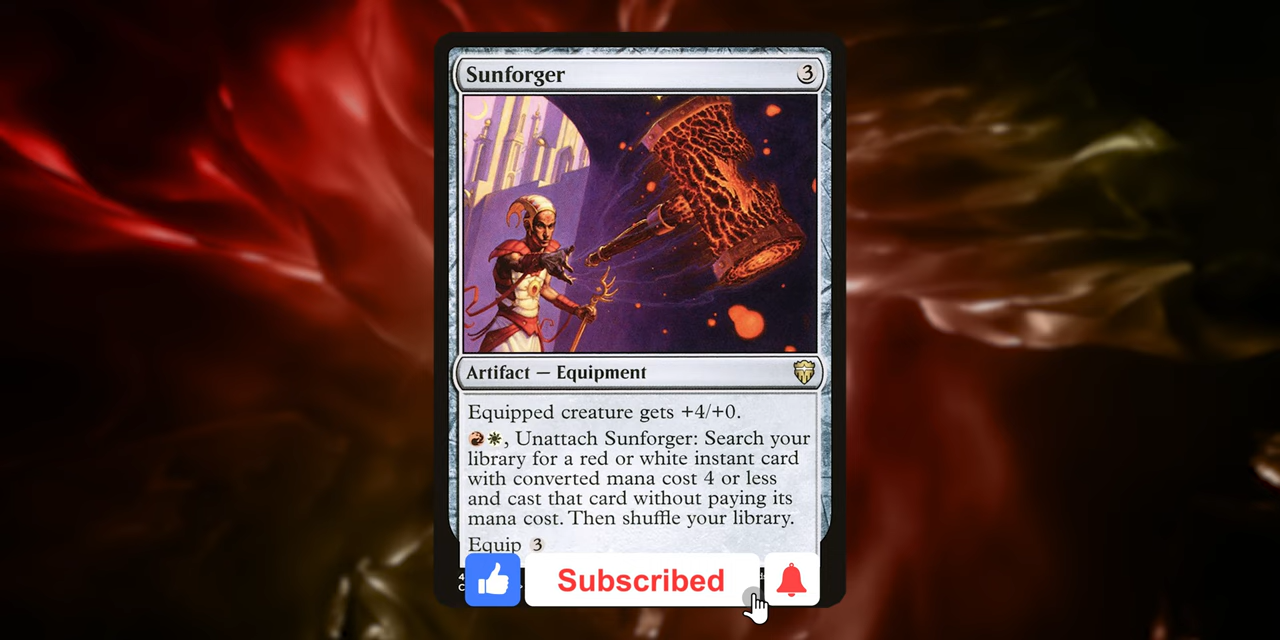 Sunforger 3
Artifact — Equipment
Equipped creature gets +4/+0.
, Unattach Sunforger: Search your
library for a red or white instant card
with converted mana cost 4 or less
and cast that card without paying its
mana cost. Then shuffle your library.
Equip 3
Subscribed